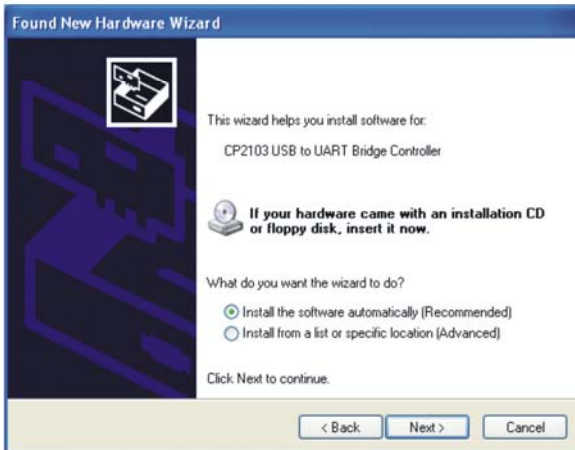 Found New Hardware Wizard
This wizard helps you install software for:
CP2103 USB to UART Bridge Controller
If your hardware came with an installation CD
or floppy disk, insert it now.
What do you want the wizard to do?
Install the software automatically (Recommended)
Install from a list or specific location (Advanced)
Click Next to continue.
< Back Next > Cancel